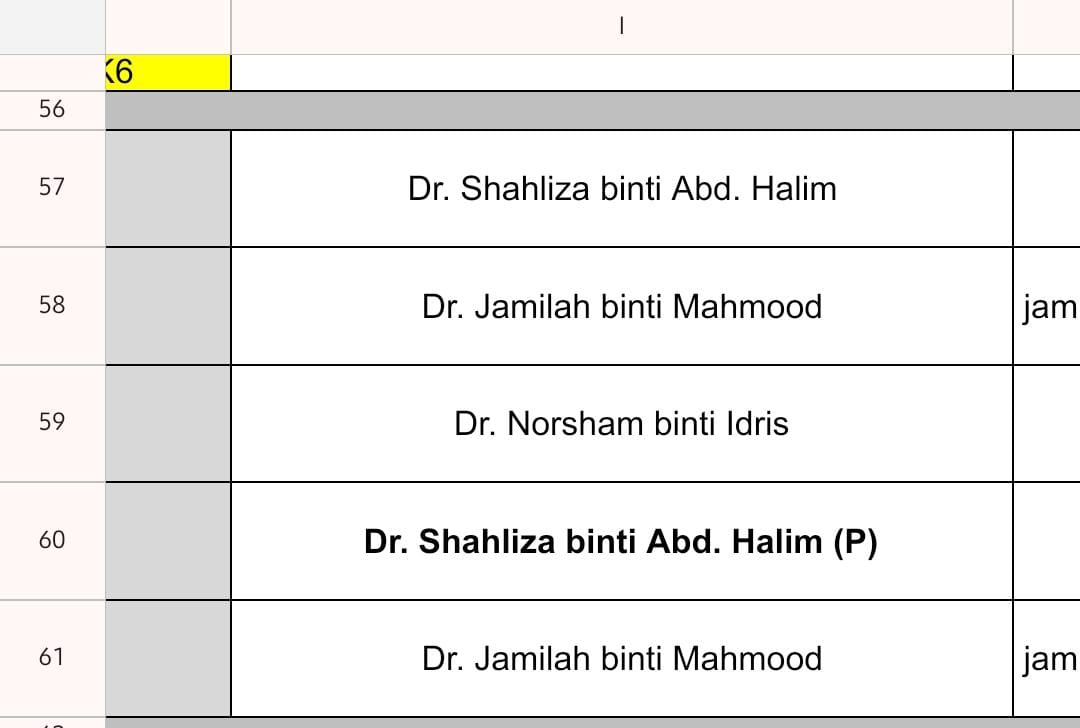 I
K6
56
57 Dr. Shahliza binti Abd. Halim
58 Dr. Jamilah binti Mahmood jam
59 Dr. Norsham binti Idris
60 Dr. Shahliza binti Abd. Halim (P)
61 Dr. Jamilah binti Mahmood jam